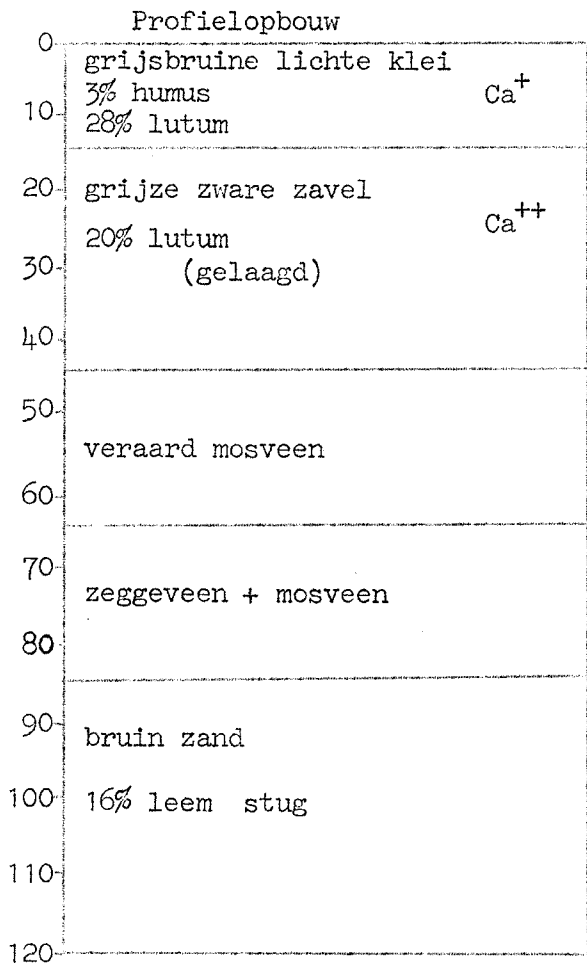 Profielopbouw
0
grijsbruine lichte klei
3% humus Ca+
10
28% lutum
20 grijze zware zavel
Ca++
20% lutum
30 (gelaagd)
40
50
veraard mosveen
60
70
zeggeveen + mosveen
80
90
bruin zand
100 16% leem stug
110
120